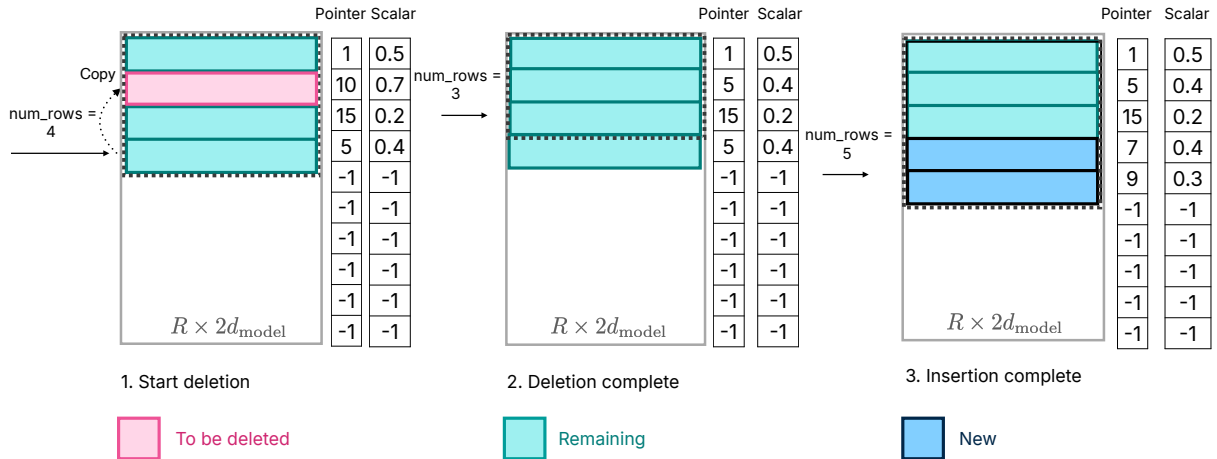 Pointer Scalar
1 0.5
10 0.7
15 0.2
5 0.4
-1 -1
-1 -1
-1 -1
-1 -1
-1 -1
-1 -1
Copy
num_rows =
4
R × 2d_model
1. Start deletion
Pointer Scalar
1 0.5
5 0.4
15 0.2
5 0.4
-1 -1
-1 -1
-1 -1
-1 -1
-1 -1
-1 -1
num_rows =
3
R × 2d_model
2. Deletion complete
Pointer Scalar
1 0.5
5 0.4
15 0.2
7 0.4
9 0.3
-1 -1
-1 -1
-1 -1
-1 -1
-1 -1
num_rows =
5
R × 2d_model
3. Insertion complete
To be deleted
Remaining
New